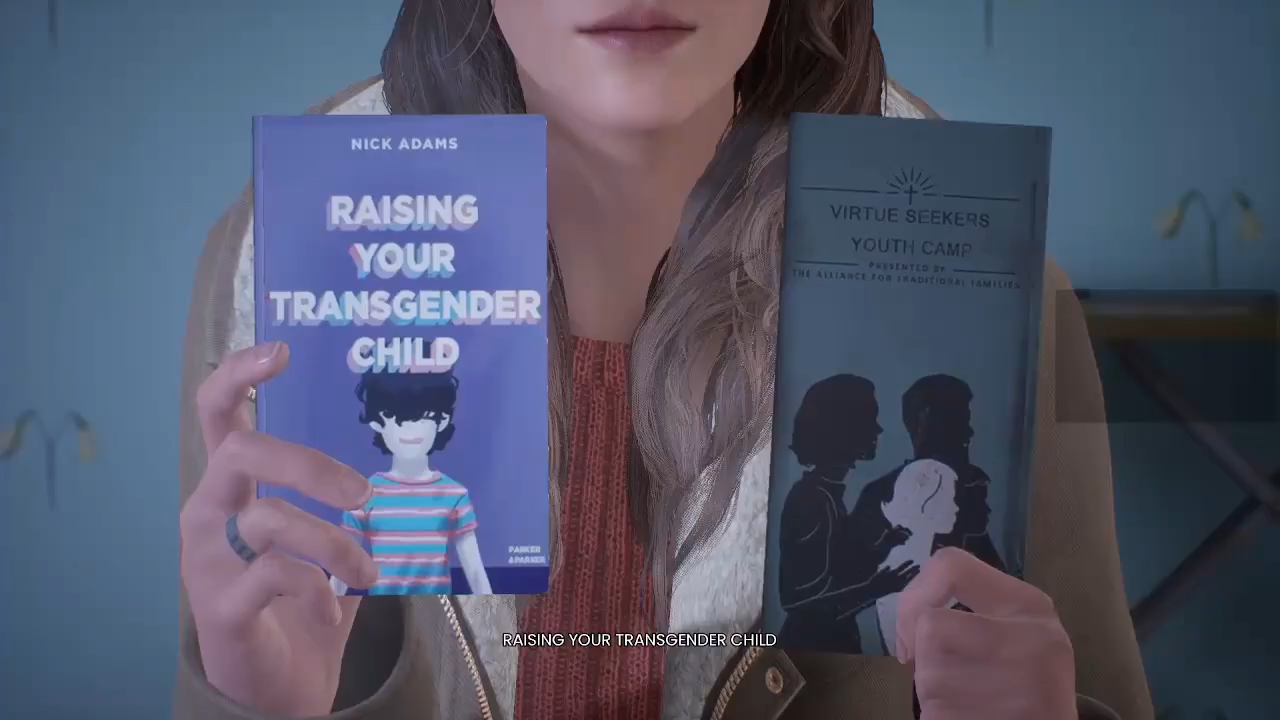 NICK ADAMS
RAISING
YOUR
TRANSGENDER
CHILD
PARKER
&PARKER
VIRTUE SEEKERS
YOUTH CAMP
PRESENTED BY
THE ALLIANCE FOR TRADITIONAL FAMILIES
RAISING YOUR TRANSGENDER CHILD